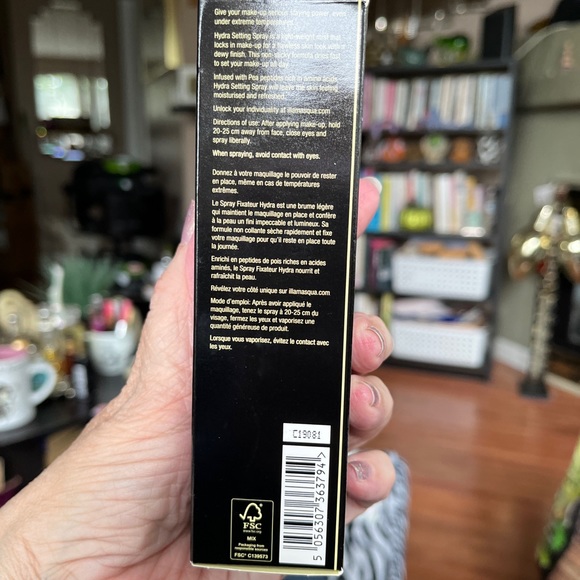 Give your make-up serious staying power, even
under extreme temperatures.
Hydra Setting Spray is a light-weight mist that
locks in make-up for a flawless skin look with a
dewy finish. This non-sticky formula dries fast
to set your make-up all day.
Infused with Pea peptides rich in amino acids,
Hydra Setting Spray will leave the skin feeling
moisturised and refreshed.
Unlock your individuality at illamasqua.com
Directions of use: After applying make-up, hold
20-25 cm away from face, close eyes and
spray liberally.
When spraying, avoid contact with eyes.
Donnez à votre maquillage le pouvoir de rester
en place, même en cas de températures
extrêmes.
Le Spray Fixateur Hydra est une brume légère
qui maintient le maquillage en place et confère
à la peau un fini impeccable et lumineux. Sa
formule non collante sèche rapidement et fixe
votre maquillage pour qu'il reste en place toute
la journée.
Enrichi en peptides de pois riches en acides
aminés, le Spray Fixateur Hydra nourrit et
rafraîchit la peau.
Révélez votre côté unique sur illamasqua.com
Mode d'emploi: Après avoir appliqué le
maquillage, tenez le spray à 20-25 cm du
visage, fermez les yeux et vaporisez une
quantité généreuse de produit.
Lorsque vous vaporisez, évitez le contact avec
les yeux.
C19081
5 056307 363794 >
FSC
www.fsc.org
MIX
Packaging from
responsible sources
FSC® C139573